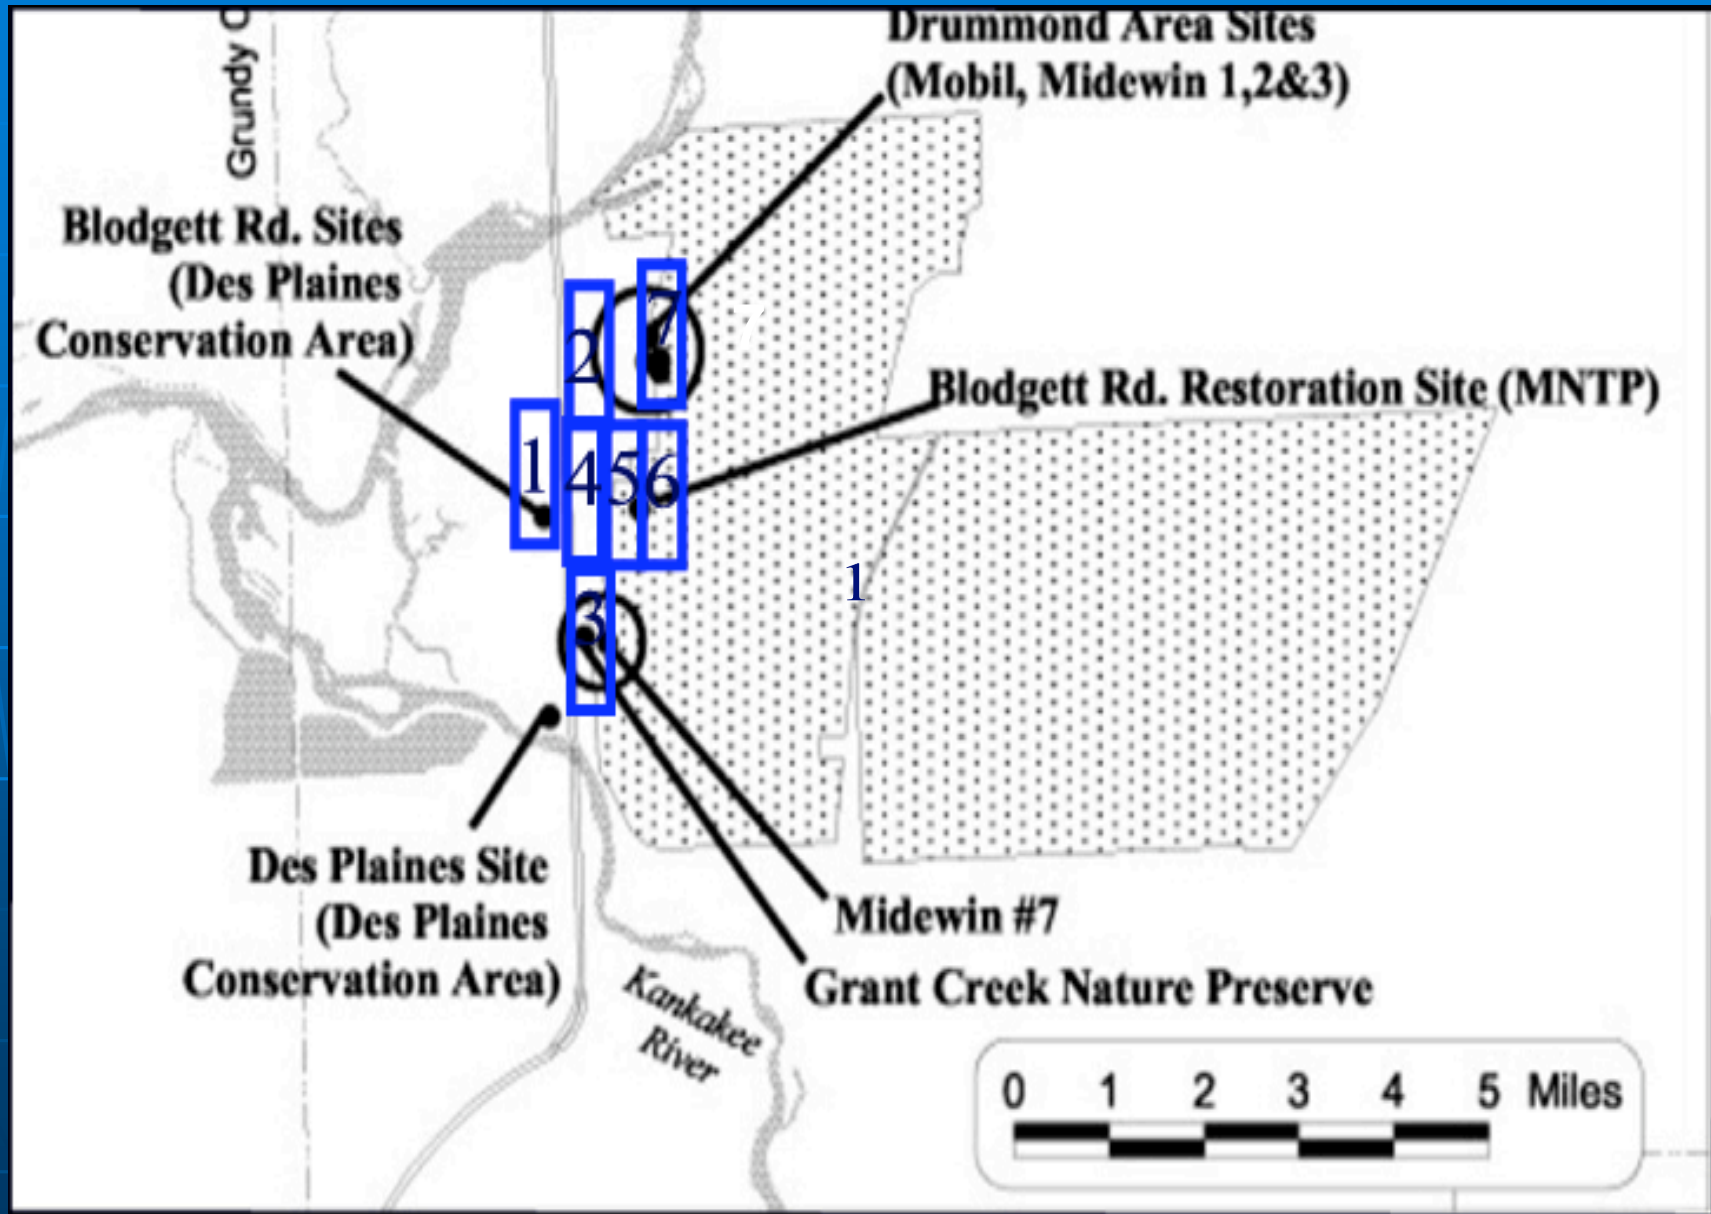 Grundy C
Drummond Area Sites
(Mobil, Midewin 1,2&3)
Blodgett Rd. Sites
(Des Plaines
Conservation Area)
7
7
2
Blodgett Rd. Restoration Site (MNTP)
1
4
5
6
1
3
Des Plaines Site
(Des Plaines
Conservation Area)
Midewin #7
Grant Creek Nature Preserve
Kankakee
River
0 1 2 3 4 5 Miles